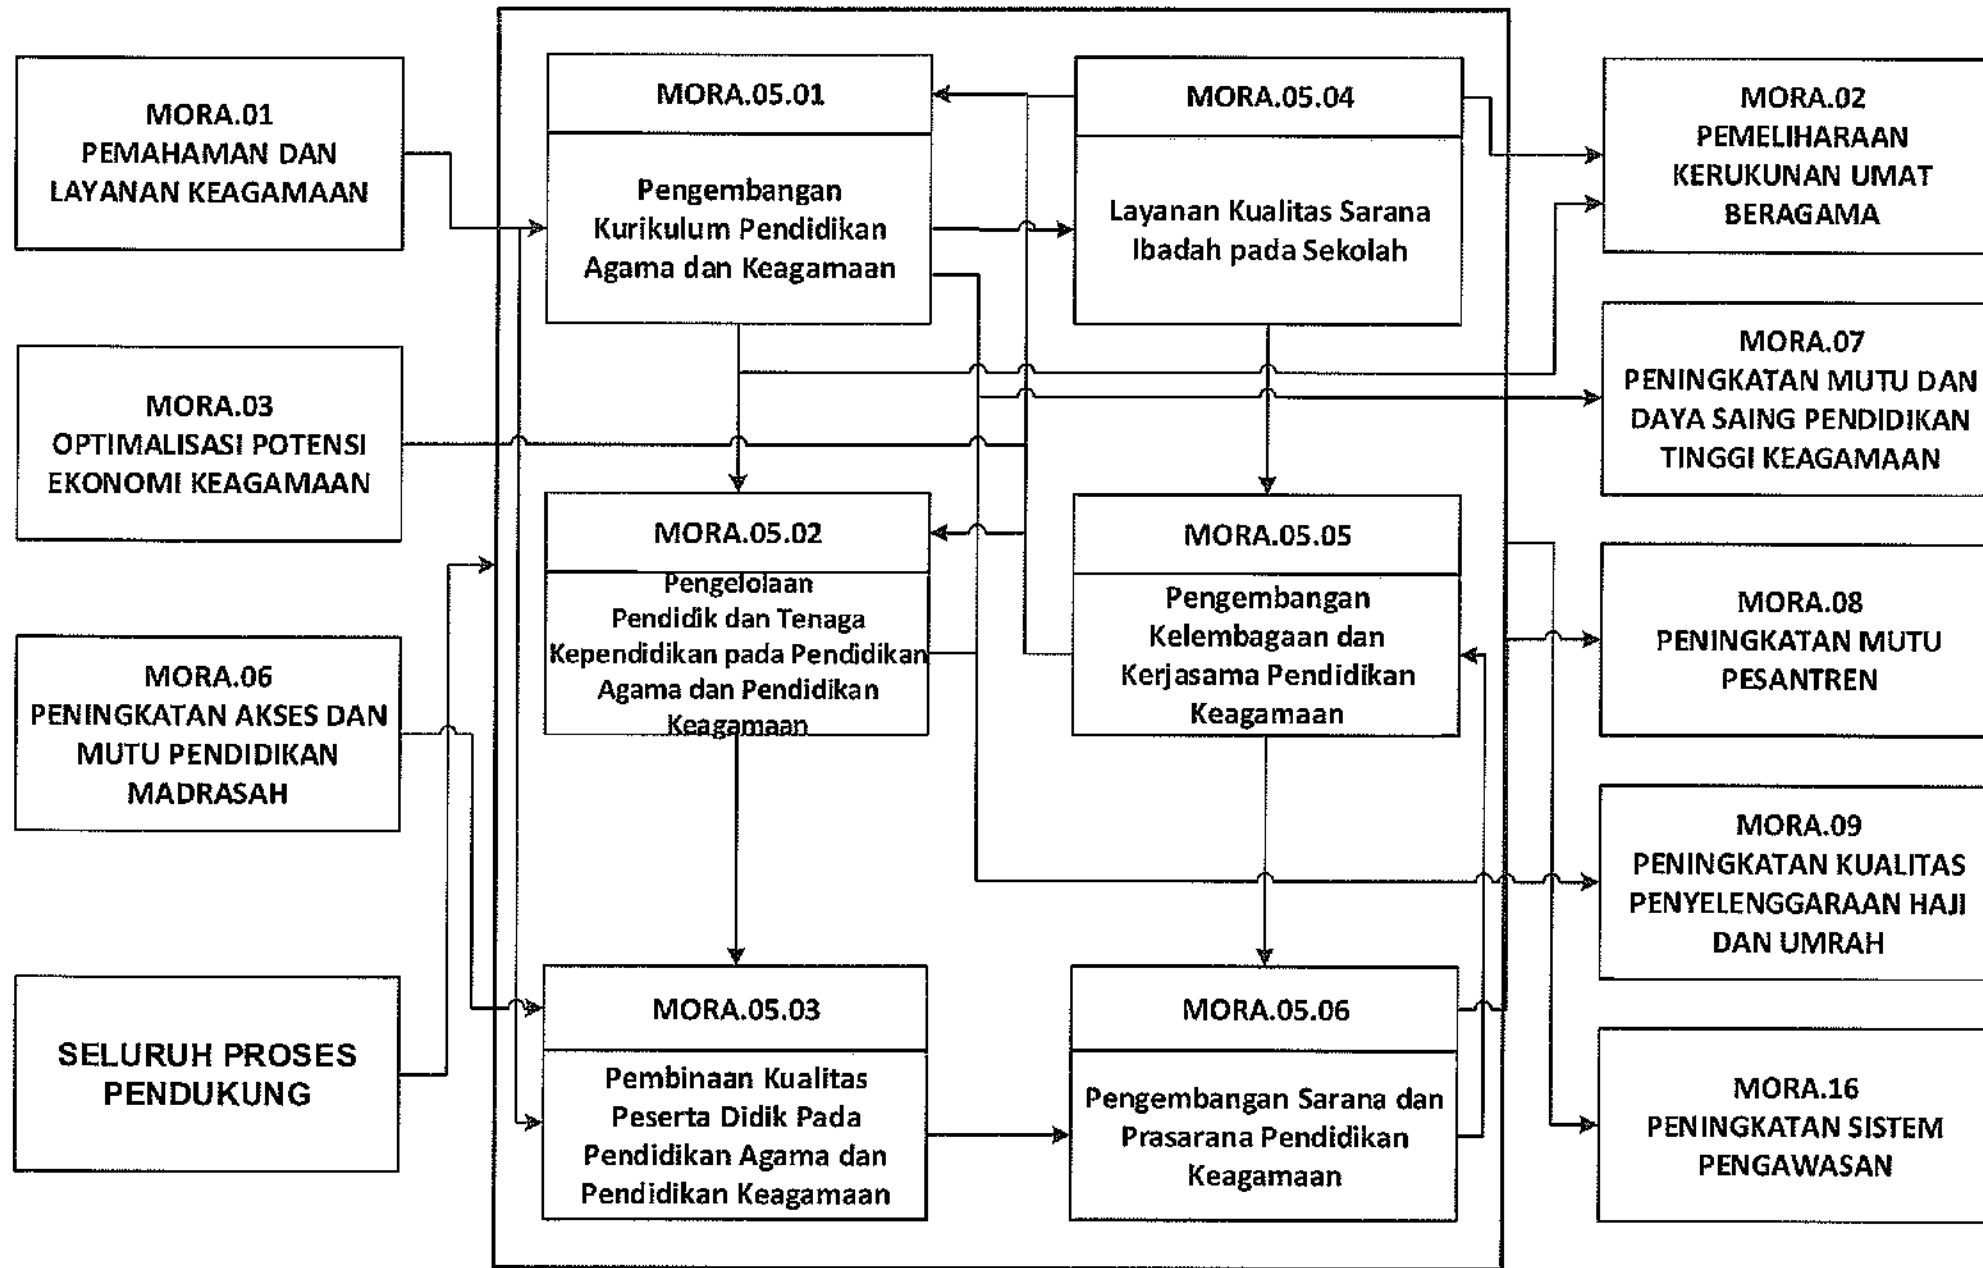 MORA.01
PEMAHAMAN DAN
LAYANAN KEAGAMAAN
MORA.03
OPTIMALISASI POTENSI
EKONOMI KEAGAMAAN
MORA.06
PENINGKATAN AKSES DAN
MUTU PENDIDIKAN
MADRASAH
SELURUH PROSES
PENDUKUNG
MORA.05.01
Pengembangan
Kurikulum Pendidikan
Agama dan Keagamaan
MORA.05.02
Pengelolaan
Pendidik dan Tenaga
Kependidikan pada Pendidikan
Agama dan Pendidikan
Keagamaan
MORA.05.03
Pembinaan Kualitas
Peserta Didik Pada
Pendidikan Agama dan
Pendidikan Keagamaan
MORA.05.04
Layanan Kualitas Sarana
Ibadah pada Sekolah
MORA.05.05
Pengembangan
Kelembagaan dan
Kerjasama Pendidikan
Keagamaan
MORA.05.06
Pengembangan Sarana dan
Prasarana Pendidikan
Keagamaan
MORA.02
PEMELIHARAAN
KERUKUNAN UMAT
BERAGAMA
MORA.07
PENINGKATAN MUTU DAN
DAYA SAING PENDIDIKAN
TINGGI KEAGAMAAN
MORA.08
PENINGKATAN MUTU
PESANTREN
MORA.09
PENINGKATAN KUALITAS
PENYELENGGARAAN HAJI
DAN UMRAH
MORA.16
PENINGKATAN SISTEM
PENGAWASAN